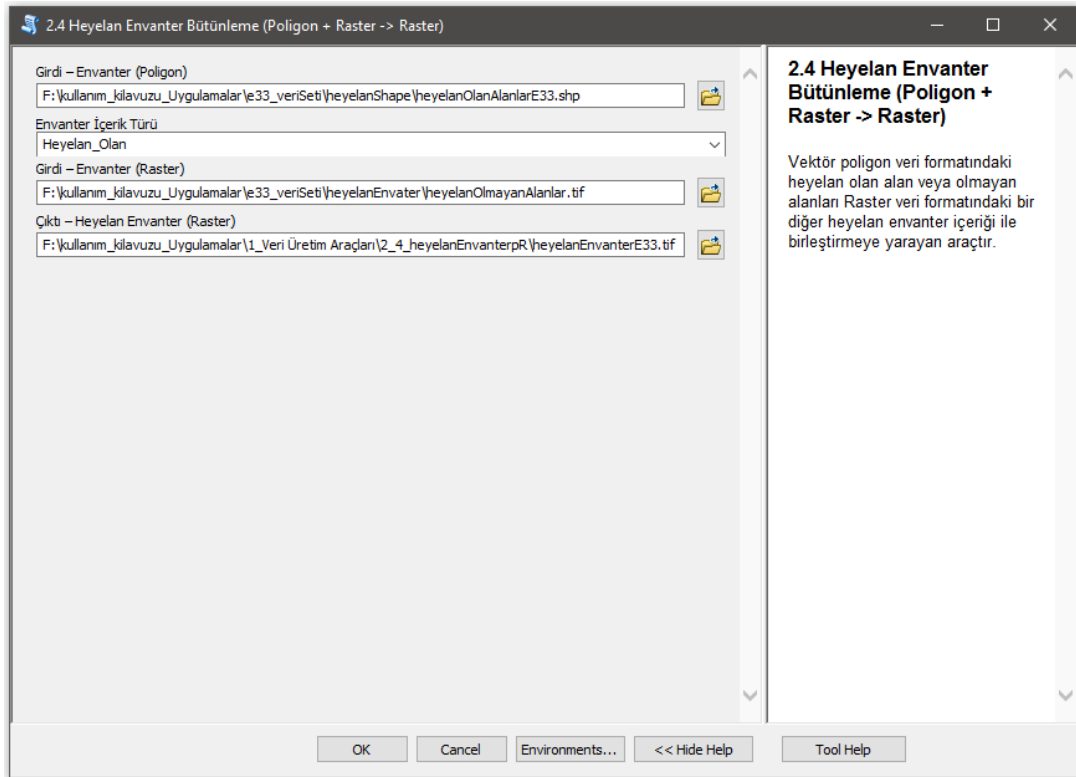 2.4 Heyelan Envanter Bütünleme (Poligon + Raster -> Raster)
Girdi – Envanter (Poligon)
F:\kullanım_kilavuzu_Uygulamalar\e33_veriSeti\heyelanShape\heyelanOlanAlanlarE33.shp
Envanter İçerik Türü
Heyelan_Olan
Girdi – Envanter (Raster)
F:\kullanım_kilavuzu_Uygulamalar\e33_veriSeti\heyelanEnvater\heyelanOlmayanAlanlar.tif
Çıktı – Heyelan Envanter (Raster)
F:\kullanım_kilavuzu_Uygulamalar\1_Veri Üretim Araçları\2_4_heyelanEnvanterpR\heyelanEnvanterE33.tif
2.4 Heyelan Envanter
Bütünleme (Poligon +
Raster -> Raster)
Vektör poligon veri formatındaki
heyelan olan alan veya olmayan
alanları Raster veri formatındaki bir
diğer heyelan envanter içeriği ile
birleştirmeye yarayan araçtır.
OK
Cancel
Environments...
<< Hide Help
Tool Help